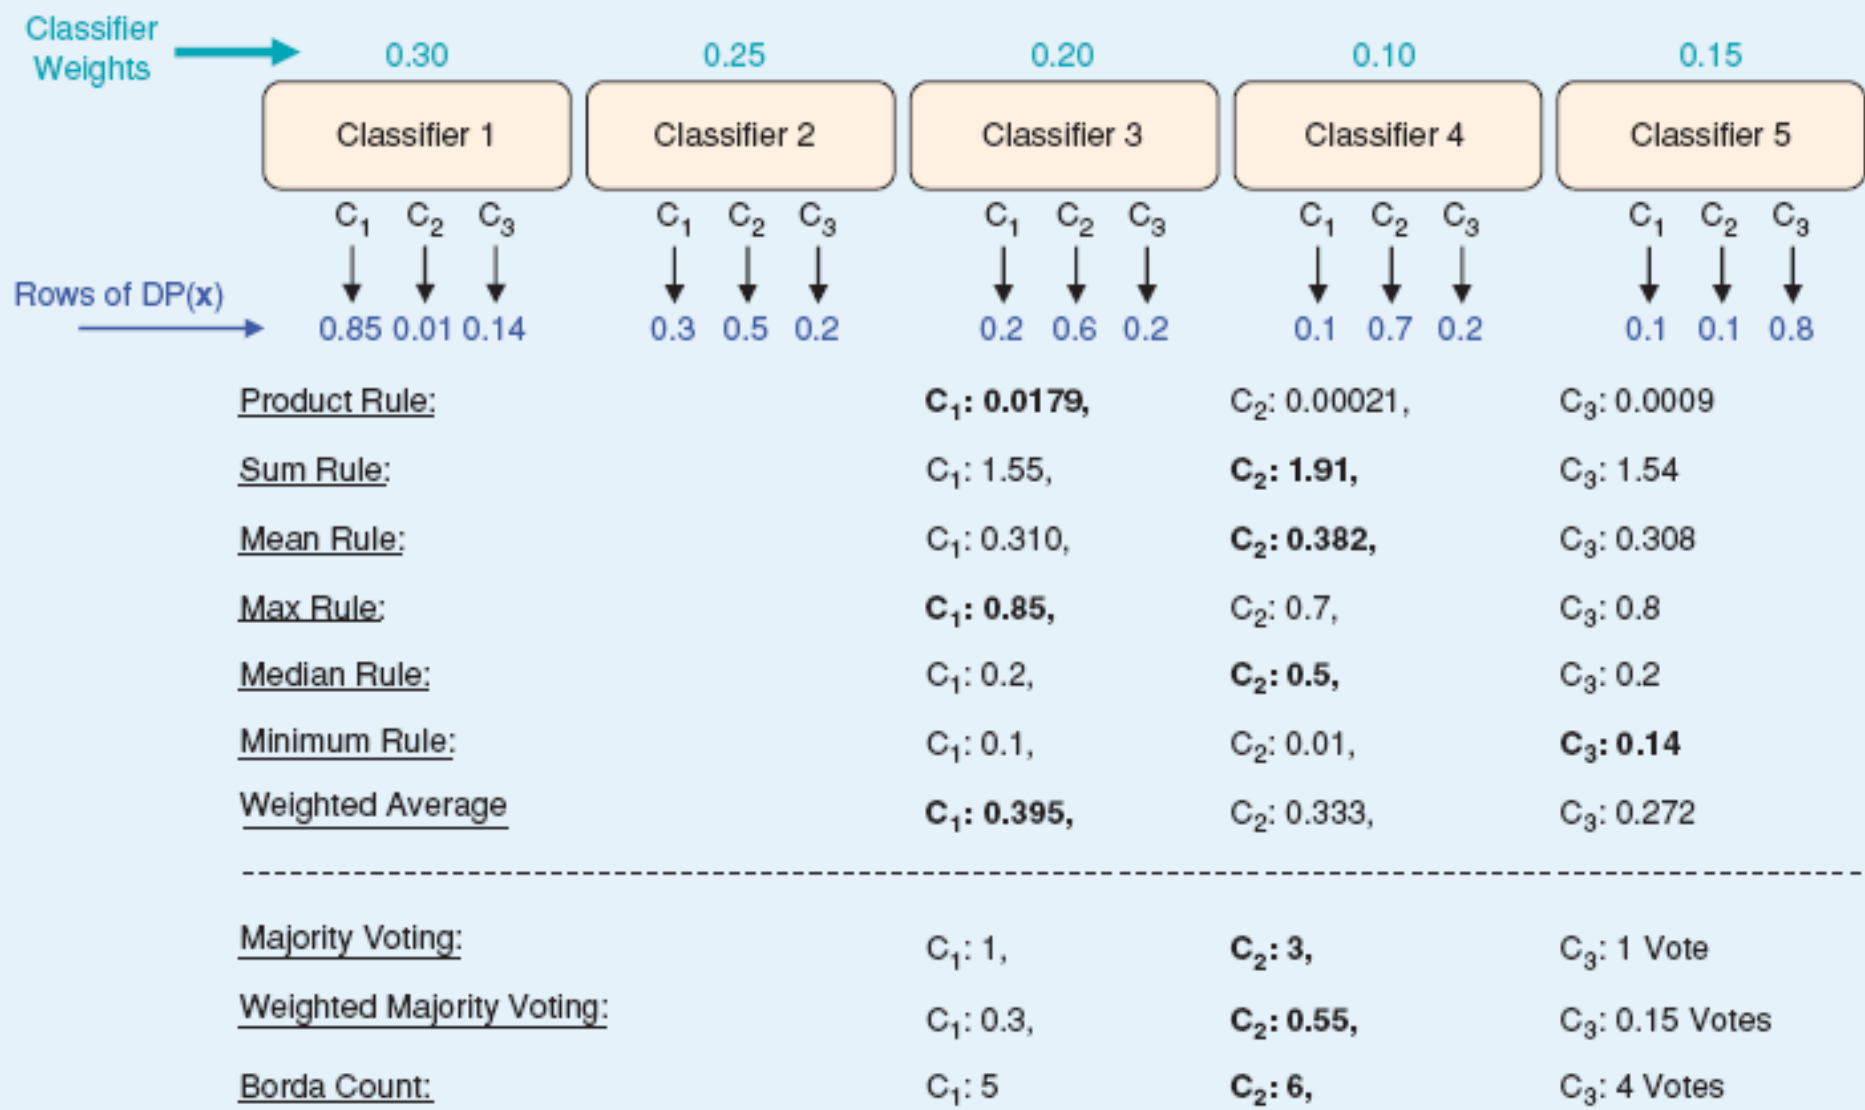 Classifier
Weights
0.30 0.25 0.20 0.10 0.15
Classifier 1 Classifier 2 Classifier 3 Classifier 4 Classifier 5
C₁ C₂ C₃ C₁ C₂ C₃ C₁ C₂ C₃ C₁ C₂ C₃ C₁ C₂ C₃
Rows of DP(x)
0.85 0.01 0.14 0.3 0.5 0.2 0.2 0.6 0.2 0.1 0.7 0.2 0.1 0.1 0.8
Product Rule: C₁: 0.0179, C₂: 0.00021, C₃: 0.0009
Sum Rule: C₁: 1.55, C₂: 1.91, C₃: 1.54
Mean Rule: C₁: 0.310, C₂: 0.382, C₃: 0.308
Max Rule: C₁: 0.85, C₂: 0.7, C₃: 0.8
Median Rule: C₁: 0.2, C₂: 0.5, C₃: 0.2
Minimum Rule: C₁: 0.1, C₂: 0.01, C₃: 0.14
Weighted Average C₁: 0.395, C₂: 0.333, C₃: 0.272
Majority Voting: C₁: 1, C₂: 3, C₃: 1 Vote
Weighted Majority Voting: C₁: 0.3, C₂: 0.55, C₃: 0.15 Votes
Borda Count: C₁: 5 C₂: 6, C₃: 4 Votes